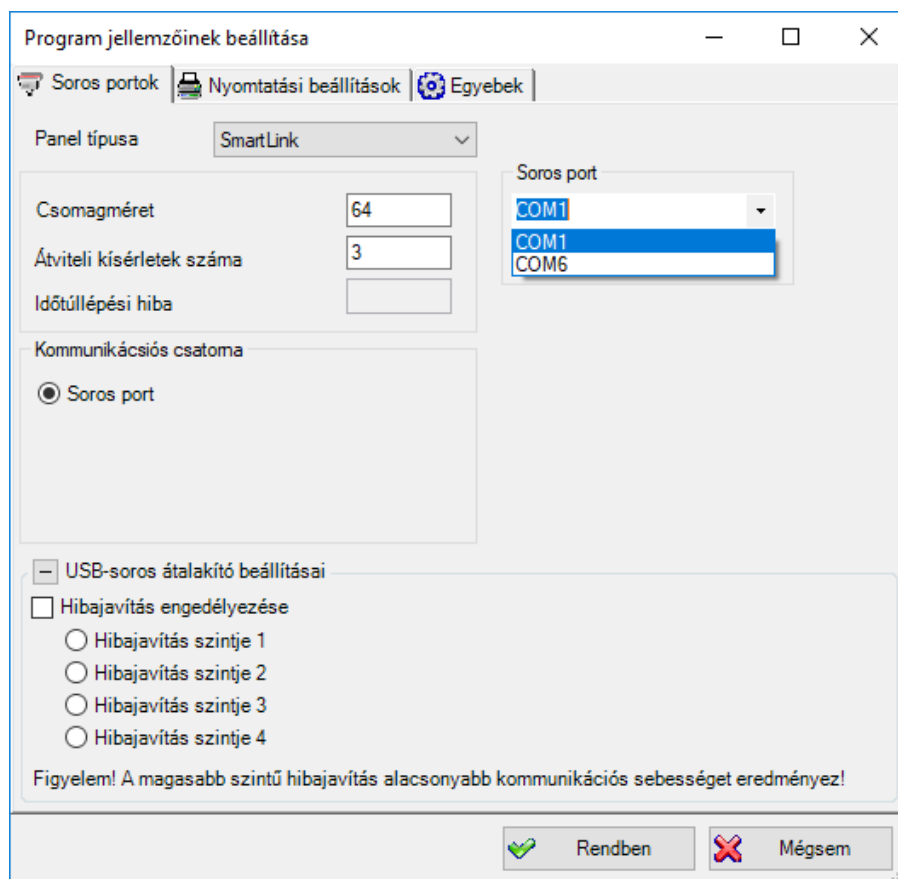 Program jellemzőinek beállítása
Soros portok
Nyomtatási beállítások
Egyebek
Panel típusa
SmartLink
Csomagméret
64
Átviteli kísérletek száma
3
Időtúllépési hiba
Soros port
COM1
COM1
COM6
Kommunikácsiós csatorna
Soros port
USB-soros átalakító beállításai
Hibajavítás engedélyezése
Hibajavítás szintje 1
Hibajavítás szintje 2
Hibajavítás szintje 3
Hibajavítás szintje 4
Figyelem! A magasabb szintű hibajavítás alacsonyabb kommunikációs sebességet eredményez!
Rendben
Mégsem